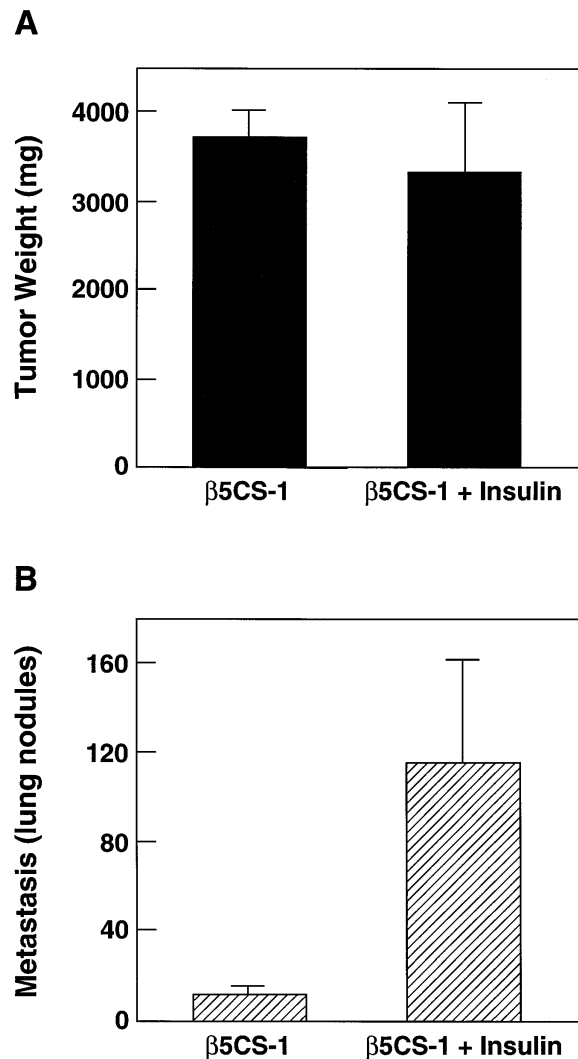 A
Tumor Weight (mg)
4000
3000
2000
1000
0
β5CS-1
β5CS-1 + Insulin
B
Metastasis (lung nodules)
160
120
80
40
0
β5CS-1
β5CS-1 + Insulin